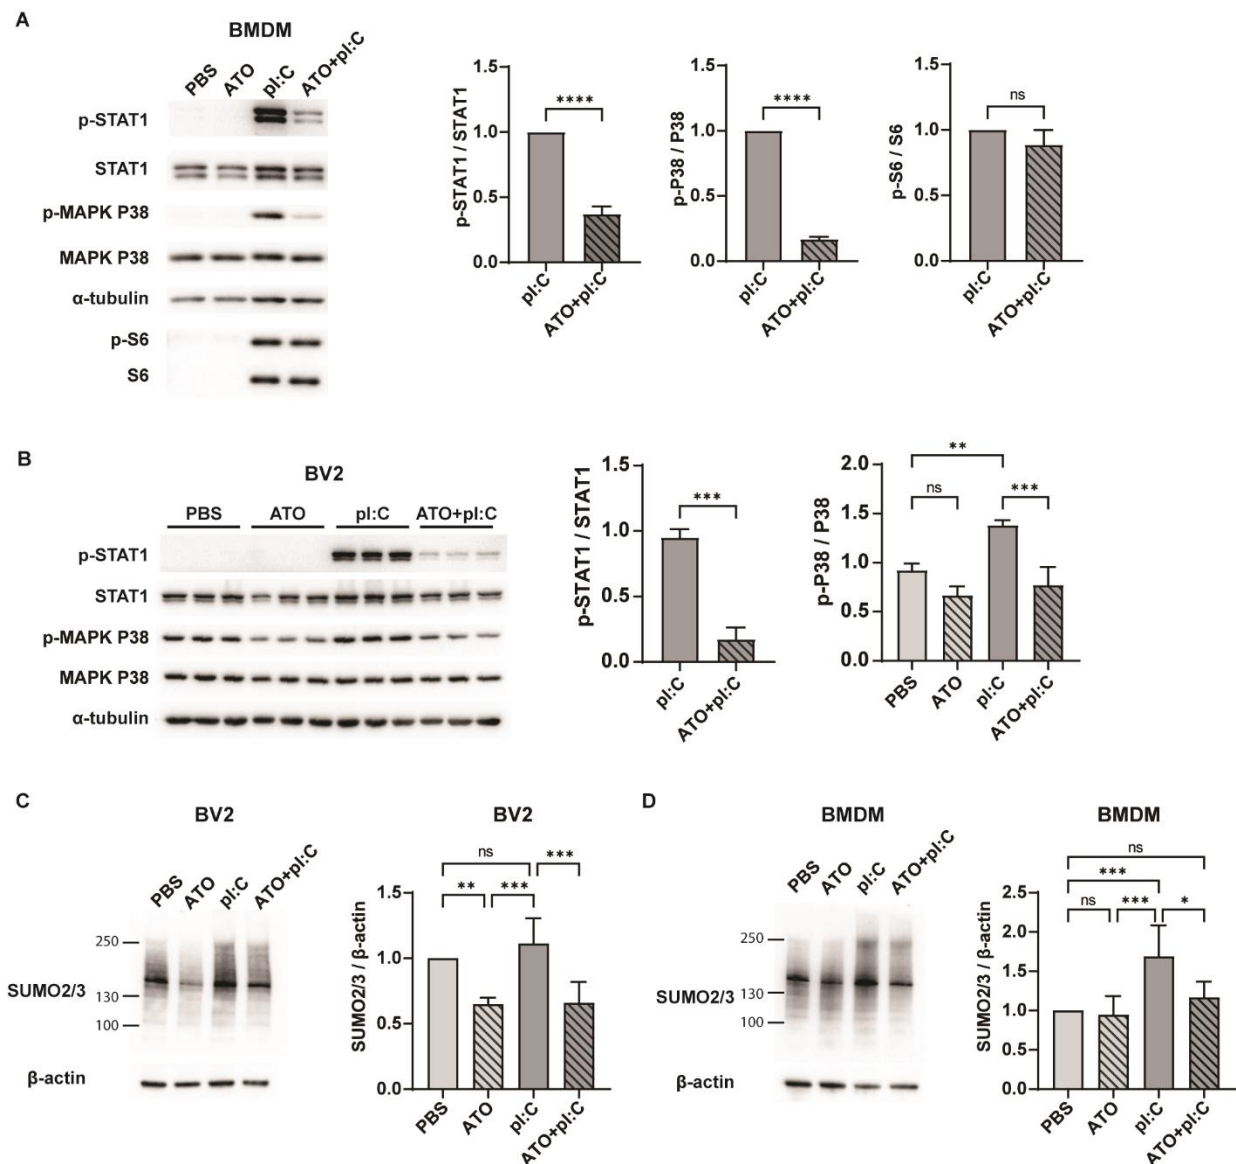 A
BMDM
PBS ATO pI:C ATO+pI:C
p-STAT1
STAT1
p-MAPK P38
MAPK P38
α-tubulin
p-S6
S6
p-STAT1 / STAT1
1.5
1.0
0.5
0.0
****
pI:C ATO+pI:C
p-P38 / P38
1.5
1.0
0.5
0.0
****
pI:C ATO+pI:C
p-S6 / S6
1.5
1.0
0.5
0.0
ns
pI:C ATO+pI:C
B
BV2
PBS ATO pI:C ATO+pI:C
p-STAT1
STAT1
p-MAPK P38
MAPK P38
α-tubulin
p-STAT1 / STAT1
1.5
1.0
0.5
0.0
***
pI:C ATO+pI:C
p-P38 / P38
2.0
1.5
1.0
0.5
0.0
**
ns ***
PBS ATO pI:C ATO+pI:C
C
BV2
PBS ATO pI:C ATO+pI:C
250
SUMO2/3
130
100
β-actin
BV2
SUMO2/3 / β-actin
1.5
1.0
0.5
0.0
ns ***
** ***
PBS ATO pI:C ATO+pI:C
D
BMDM
PBS ATO pI:C ATO+pI:C
250
SUMO2/3
130
100
β-actin
BMDM
SUMO2/3 / β-actin
2.5
2.0
1.5
1.0
0.5
0.0
ns
***
ns *** *
PBS ATO pI:C ATO+pI:C